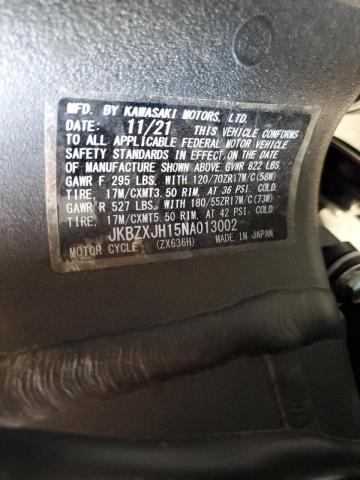 MFD. BY KAWASAKI MOTORS, LTD.
DATE: 11/21 THIS VEHICLE CONFORMS
TO ALL APPLICABLE FEDERAL MOTOR VEHICLE
SAFETY STANDARDS IN EFFECT ON THE DATE
OF MANUFACTURE SHOWN ABOVE. GVWR 822 LBS.
GAWR F 295 LBS. WITH 120/70ZR17M/C(58W)
TIRE, 17M/CXMT3.50 RIM. AT 36 PSI. COLD
GAWR R 527 LBS. WITH 180/55ZR17M/C(73W)
TIRE, 17M/CXMT5.50 RIM. AT 42 PSI. COLD
JKBZXJH15NA013002
MOTOR CYCLE (ZX636H) MADE IN JAPAN